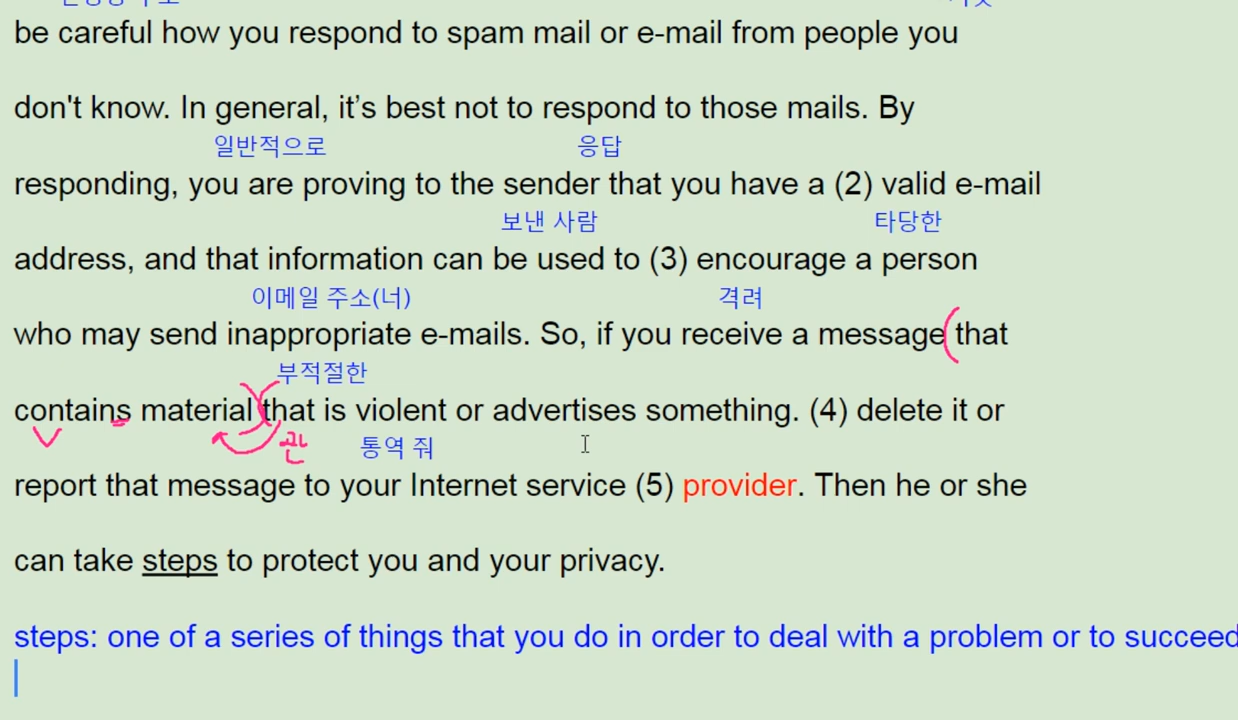 be careful how you respond to spam mail or e-mail from people you
don't know. In general, it’s best not to respond to those mails. By
일반적으로 응답
responding, you are proving to the sender that you have a (2) valid e-mail
보낸 사람 타당한
address, and that information can be used to (3) encourage a person
이메일 주소(너) 격려
who may send inappropriate e-mails. So, if you receive a message (that
부적절한
contains material) (that is violent or advertises something. (4) delete it or
관 통역 줘
report that message to your Internet service (5) provider. Then he or she
can take steps to protect you and your privacy.
steps: one of a series of things that you do in order to deal with a problem or to succeed